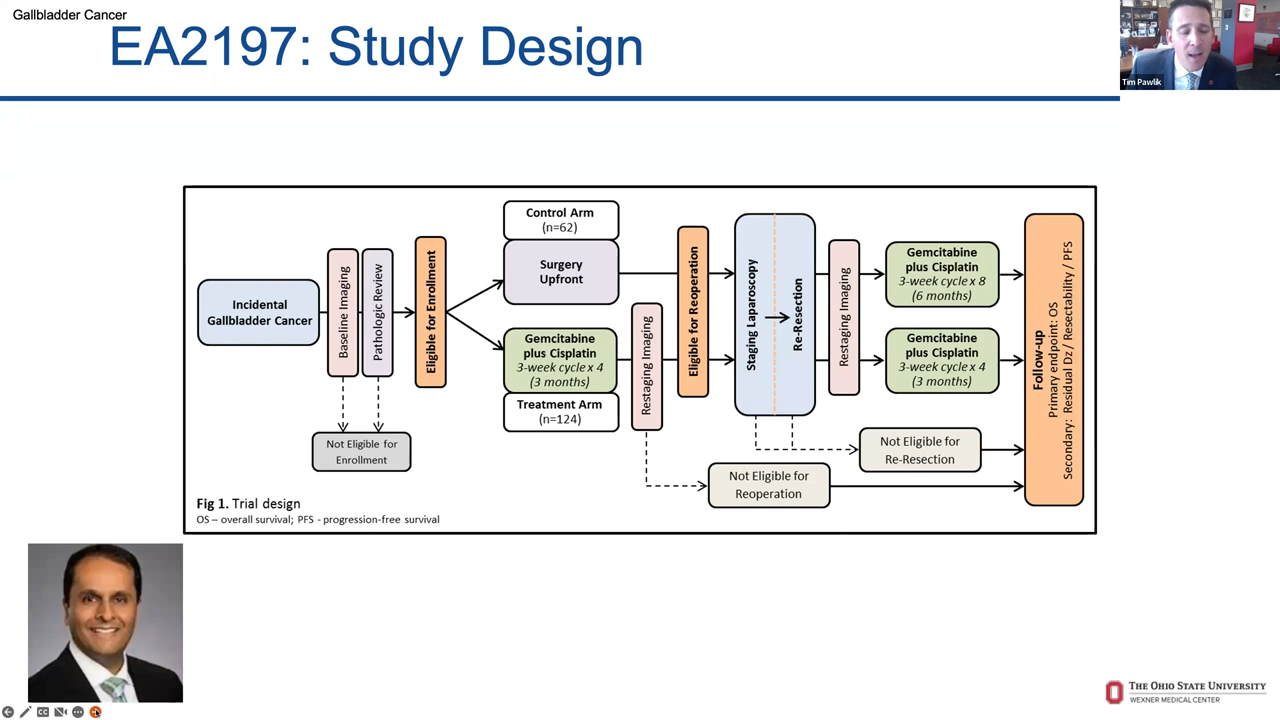 Gallbladder Cancer
EA2197: Study Design
Tim Pawlik
Incidental
Gallbladder Cancer
Baseline Imaging
Pathologic Review
Not Eligible for
Enrollment
Eligible for Enrollment
Control Arm
(n=62)
Surgery
Upfront
Gemcitabine
plus Cisplatin
3-week cycle x 4
(3 months)
Treatment Arm
(n=124)
Restaging Imaging
Eligible for Reoperation
Staging Laparoscopy
Re-Resection
Restaging Imaging
Gemcitabine
plus Cisplatin
3-week cycle x 8
(6 months)
Gemcitabine
plus Cisplatin
3-week cycle x 4
(3 months)
Not Eligible for
Re-Resection
Not Eligible for
Reoperation
Follow-up
Primary endpoint: OS
Secondary: Residual Dz / Resectability / PFS
Fig 1. Trial design
OS – overall survival; PFS - progression-free survival
THE OHIO STATE UNIVERSITY
WEXNER MEDICAL CENTER